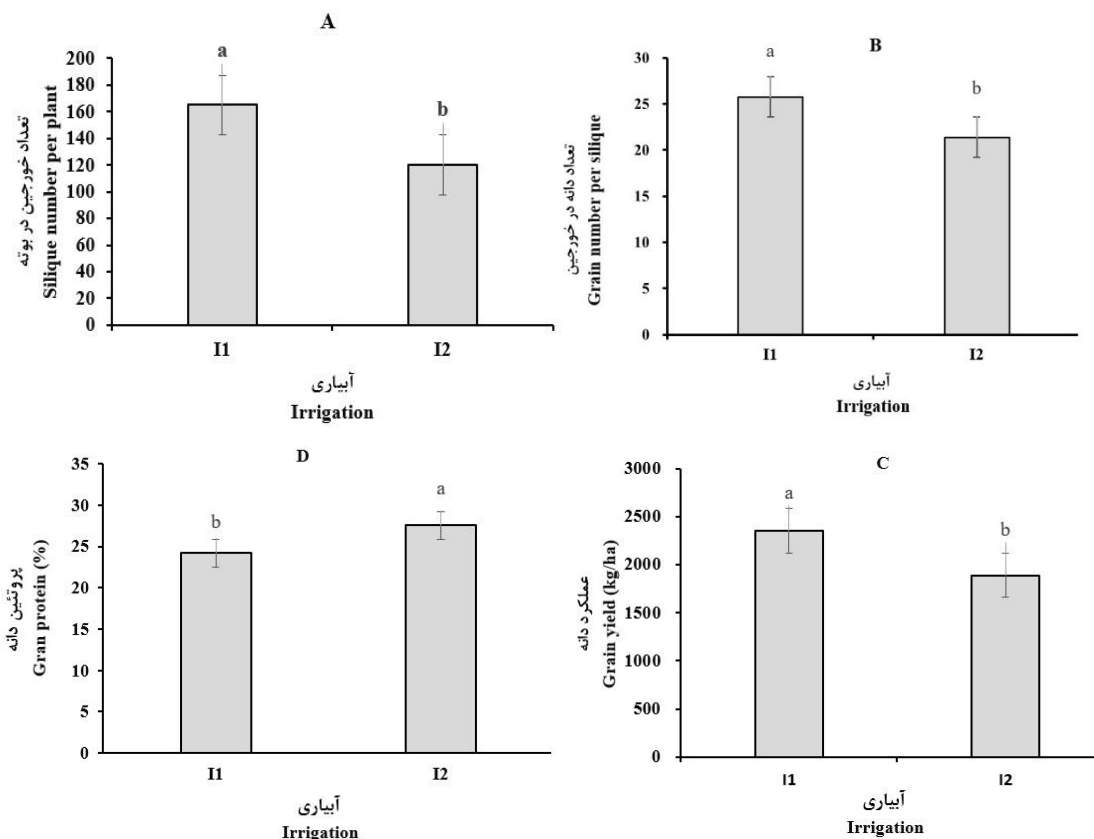 A
تعداد خورجین در بوته
Silique number per plant
200
180
160
140
120
100
80
60
40
20
0
a
b
I1
I2
آبیاری
Irrigation
B
تعداد دانه در خورجین
Grain number per silique
30
25
20
15
10
5
0
a
b
I1
I2
آبیاری
Irrigation
D
پروتئین دانه
Gran protein (%)
35
30
25
20
15
10
5
0
b
a
I1
I2
آبیاری
Irrigation
C
عملکرد دانه
Grain yield (kg/ha)
3000
2500
2000
1500
1000
500
0
a
b
I1
I2
آبیاری
Irrigation